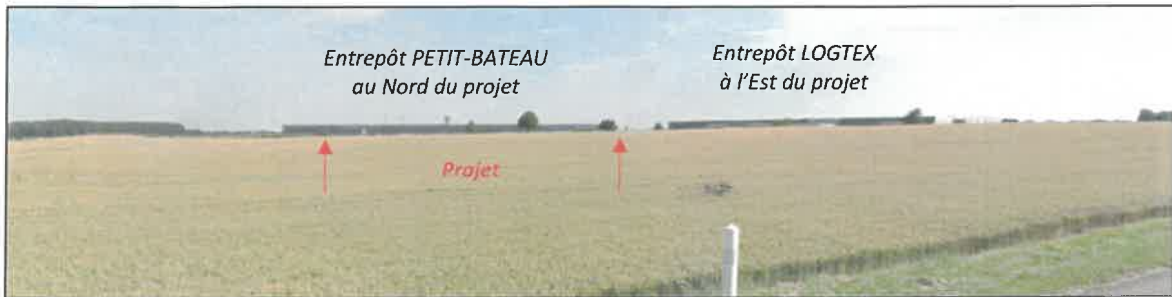 Entrepôt PETIT-BATEAU
au Nord du projet
Entrepôt LOGTEX
à l'Est du projet
Projet